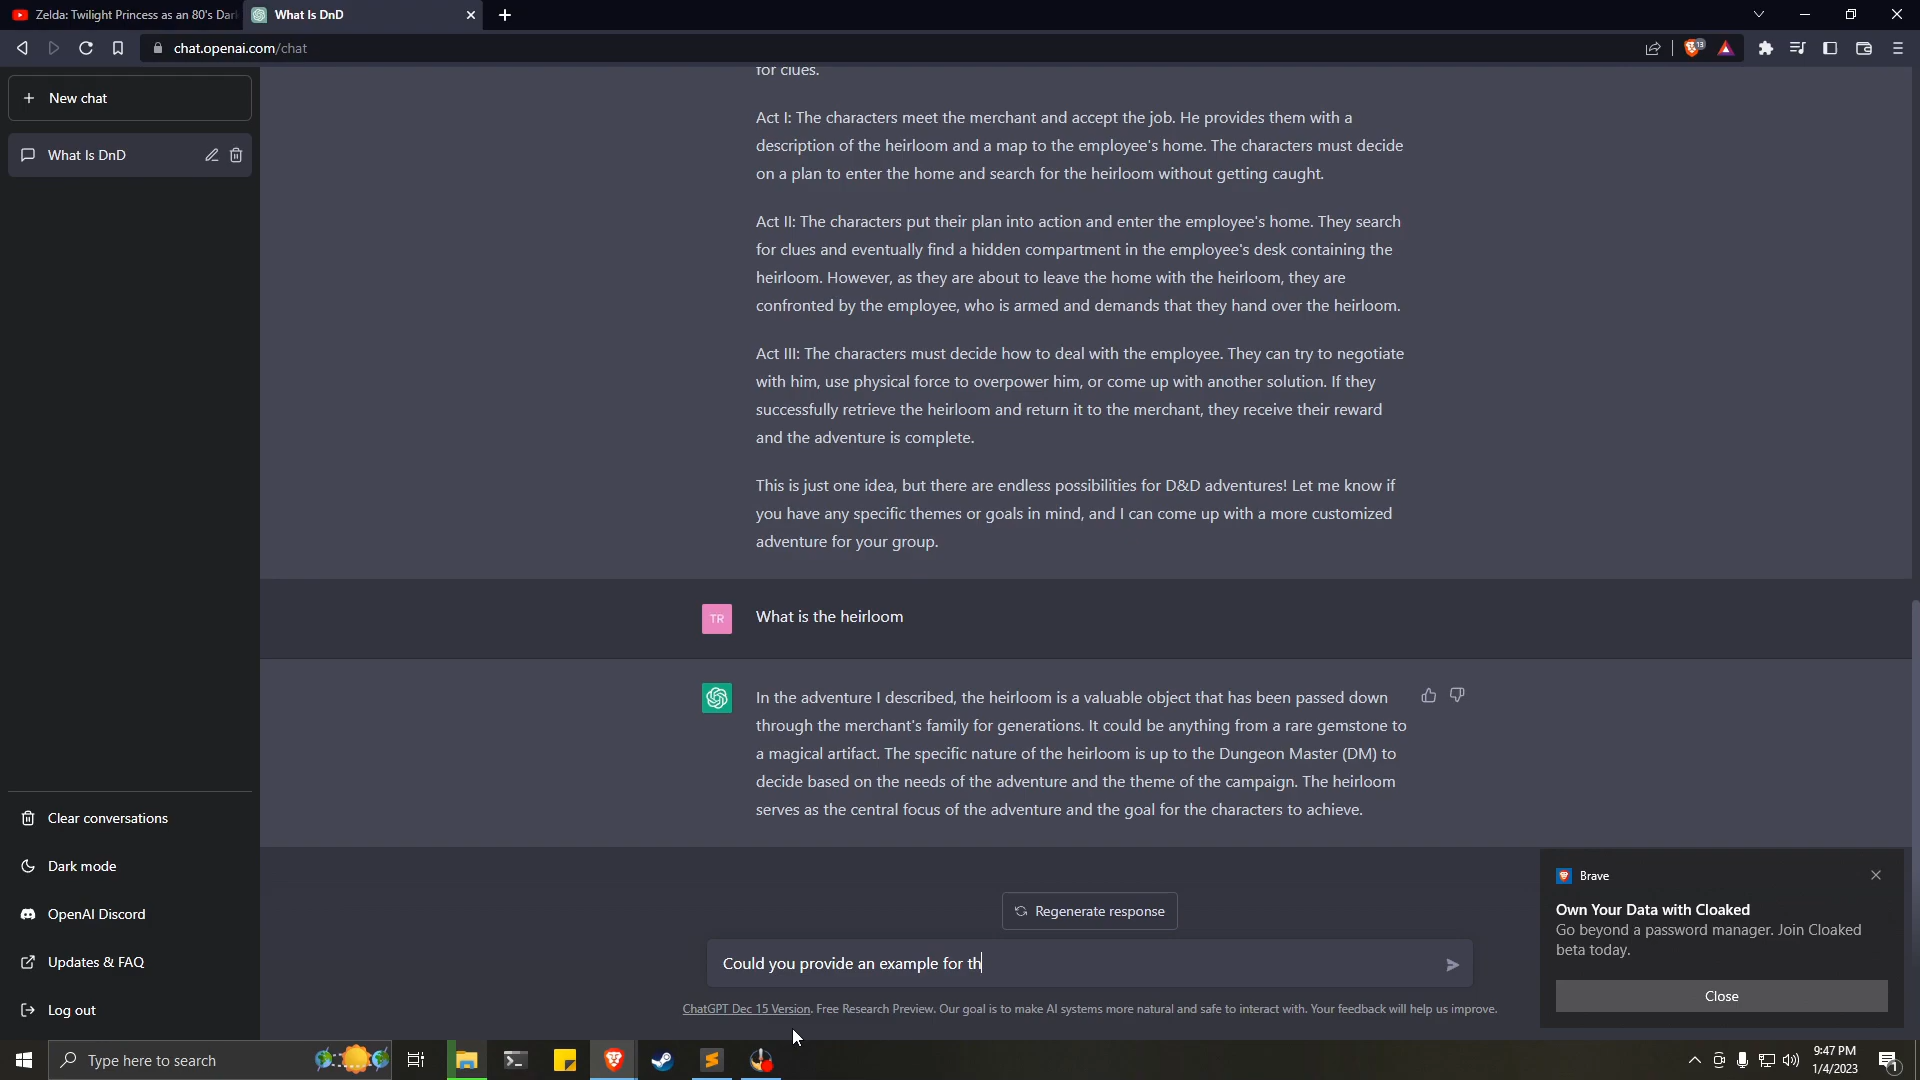 Zelda: Twilight Princess as an 80's Dar
What Is DnD
chat.openai.com/chat
13
New chat
What Is DnD
for clues.
Act I: The characters meet the merchant and accept the job. He provides them with a
description of the heirloom and a map to the employee's home. The characters must decide
on a plan to enter the home and search for the heirloom without getting caught.
Act II: The characters put their plan into action and enter the employee's home. They search
for clues and eventually find a hidden compartment in the employee's desk containing the
heirloom. However, as they are about to leave the home with the heirloom, they are
confronted by the employee, who is armed and demands that they hand over the heirloom.
Act III: The characters must decide how to deal with the employee. They can try to negotiate
with him, use physical force to overpower him, or come up with another solution. If they
successfully retrieve the heirloom and return it to the merchant, they receive their reward
and the adventure is complete.
This is just one idea, but there are endless possibilities for D&D adventures! Let me know if
you have any specific themes or goals in mind, and I can come up with a more customized
adventure for your group.
TR
What is the heirloom
In the adventure I described, the heirloom is a valuable object that has been passed down
through the merchant's family for generations. It could be anything from a rare gemstone to
a magical artifact. The specific nature of the heirloom is up to the Dungeon Master (DM) to
decide based on the needs of the adventure and the theme of the campaign. The heirloom
serves as the central focus of the adventure and the goal for the characters to achieve.
Clear conversations
Dark mode
OpenAI Discord
Updates & FAQ
Log out
Regenerate response
Could you provide an example for th
ChatGPT Dec 15 Version. Free Research Preview. Our goal is to make AI systems more natural and safe to interact with. Your feedback will help us improve.
Brave
Own Your Data with Cloaked
Go beyond a password manager. Join Cloaked
beta today.
Close
Type here to search
9:47 PM
1/4/2023
1